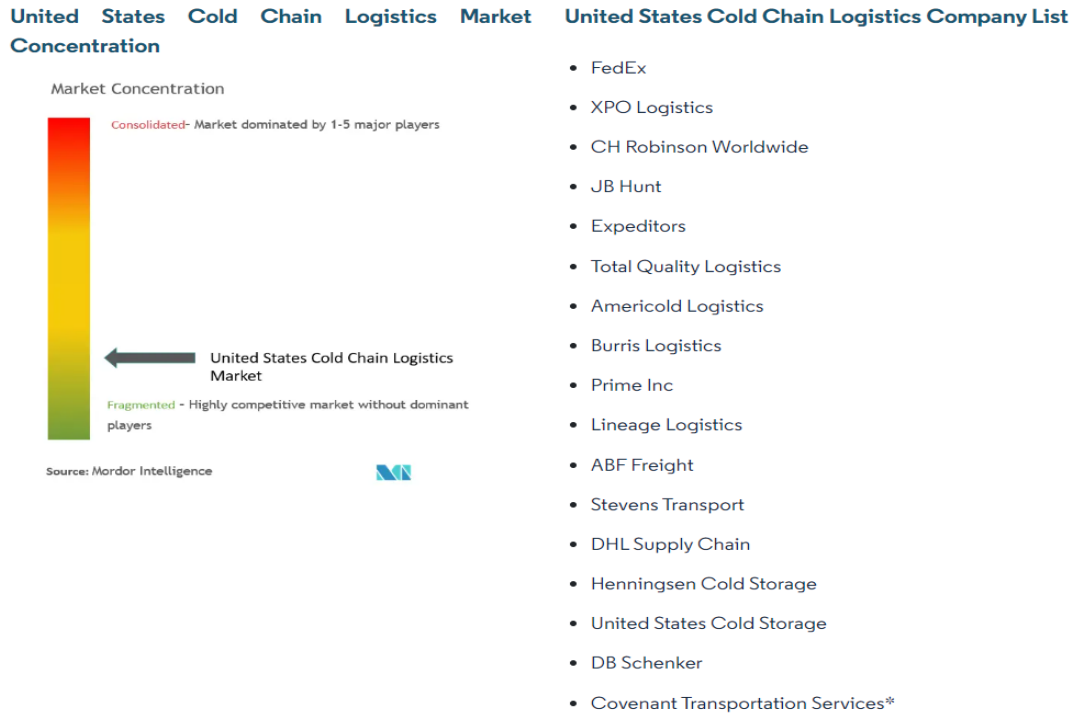 United States Cold Chain Logistics Market
Concentration
Market Concentration
Consolidated- Market dominated by 1-5 major players
United States Cold Chain Logistics
Market
Fragmented - Highly competitive market without dominant
players
Source: Mordor Intelligence
United States Cold Chain Logistics Company List
• FedEx
• XPO Logistics
• CH Robinson Worldwide
• JB Hunt
• Expeditors
• Total Quality Logistics
• Americold Logistics
• Burris Logistics
• Prime Inc
• Lineage Logistics
• ABF Freight
• Stevens Transport
• DHL Supply Chain
• Henningsen Cold Storage
• United States Cold Storage
• DB Schenker
• Covenant Transportation Services*